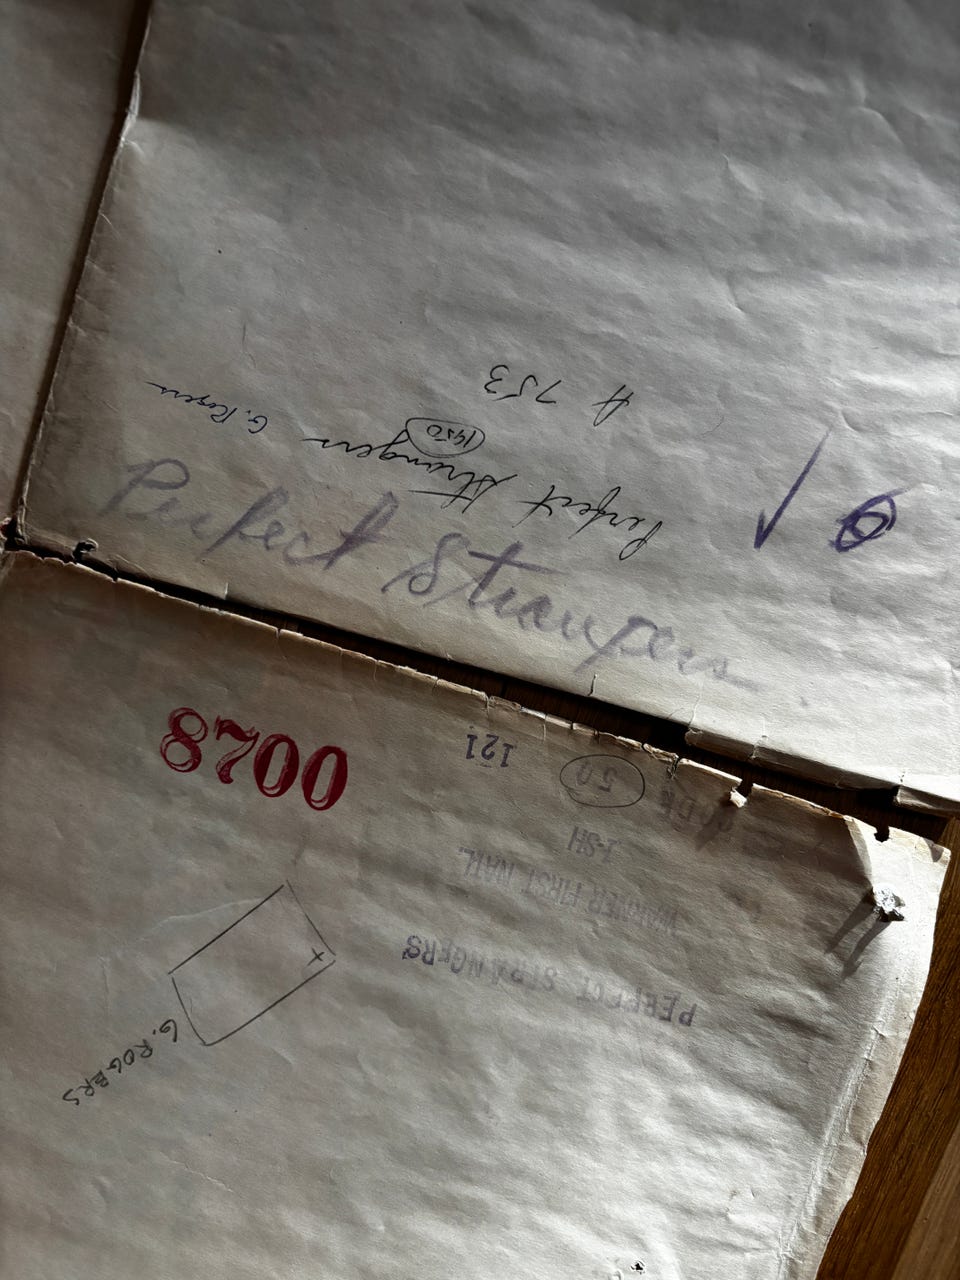 A 753
Perfect Strangers – G. Rogers
1950
Perfect Strangers
8700
121
50
1-SH
WARNER FIRST NAT'L
PERFECT STRANGERS
G. ROGERS